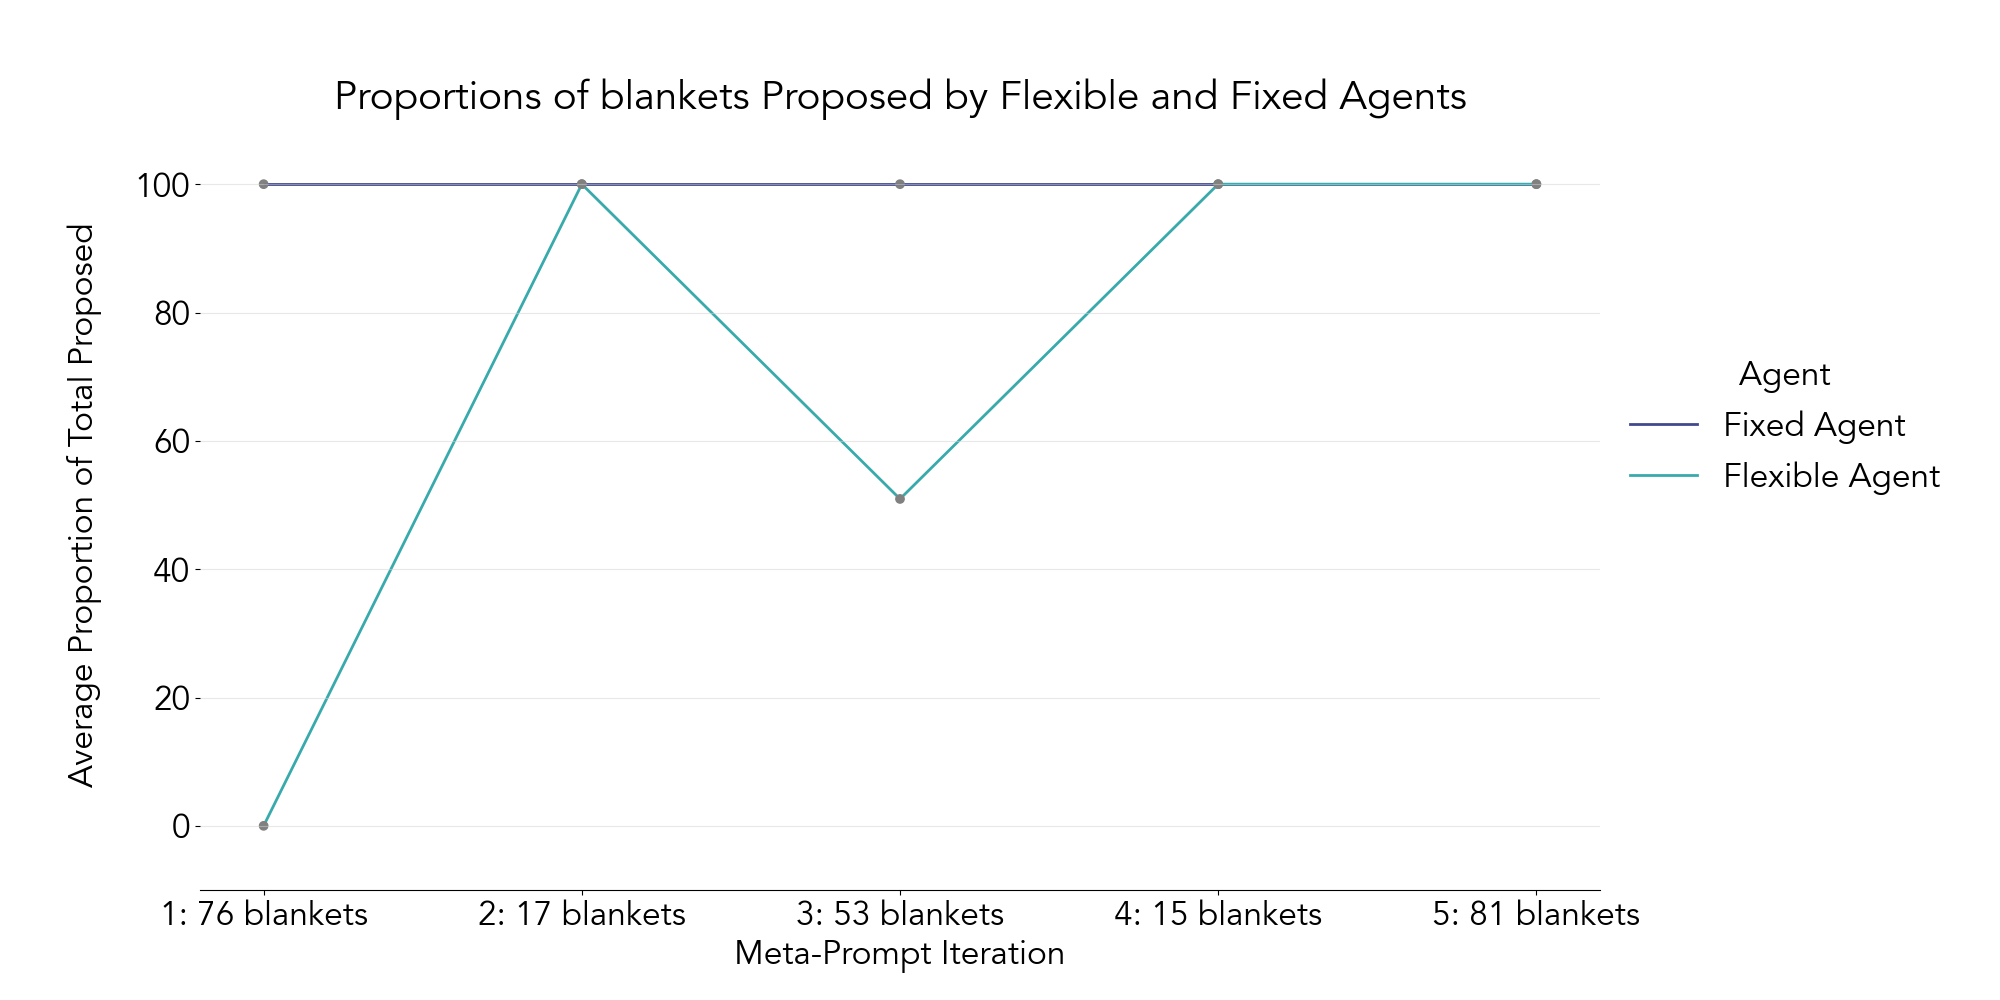 Proportions of blankets Proposed by Flexible and Fixed Agents
Average Proportion of Total Proposed
100
80
60
40
20
0
1: 76 blankets
2: 17 blankets
3: 53 blankets
4: 15 blankets
5: 81 blankets
Meta-Prompt Iteration
Agent
Fixed Agent
Flexible Agent